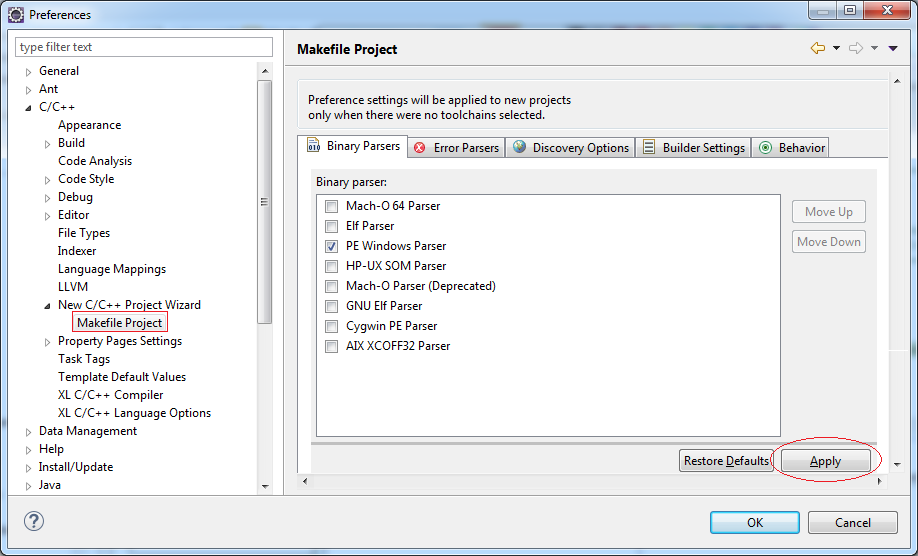 Preferences
type filter text
General
Ant
C/C++
Appearance
Build
Code Analysis
Code Style
Debug
Editor
File Types
Indexer
Language Mappings
LLVM
New C/C++ Project Wizard
Makefile Project
Property Pages Settings
Task Tags
Template Default Values
XL C/C++ Compiler
XL C/C++ Language Options
Data Management
Help
Install/Update
Java
Makefile Project
Preference settings will be applied to new projects
only when there were no toolchains selected.
Binary Parsers Error Parsers Discovery Options Builder Settings Behavior
Binary parser:
Mach-O 64 Parser
Elf Parser
PE Windows Parser
HP-UX SOM Parser
Mach-O Parser (Deprecated)
GNU Elf Parser
Cygwin PE Parser
AIX XCOFF32 Parser
Move Up
Move Down
Restore Defaults Apply
OK Cancel